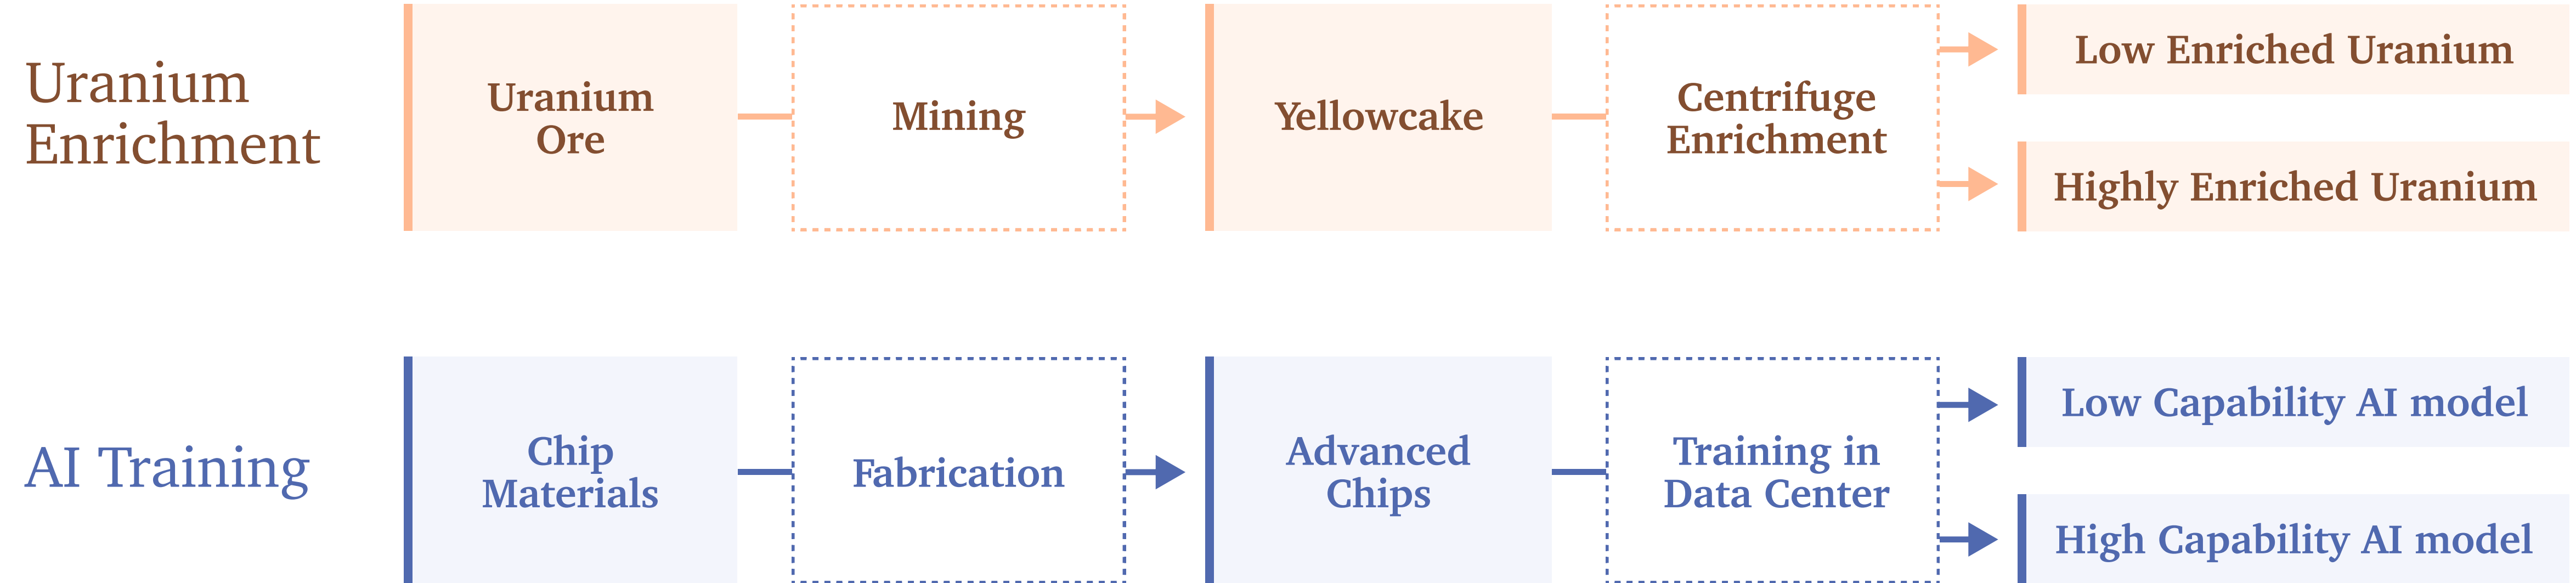 Uranium
Enrichment
Uranium
Ore
Mining
Yellowcake
Centrifuge
Enrichment
Low Enriched Uranium
Highly Enriched Uranium
AI Training
Chip
Materials
Fabrication
Advanced
Chips
Training in
Data Center
Low Capability AI model
High Capability AI model